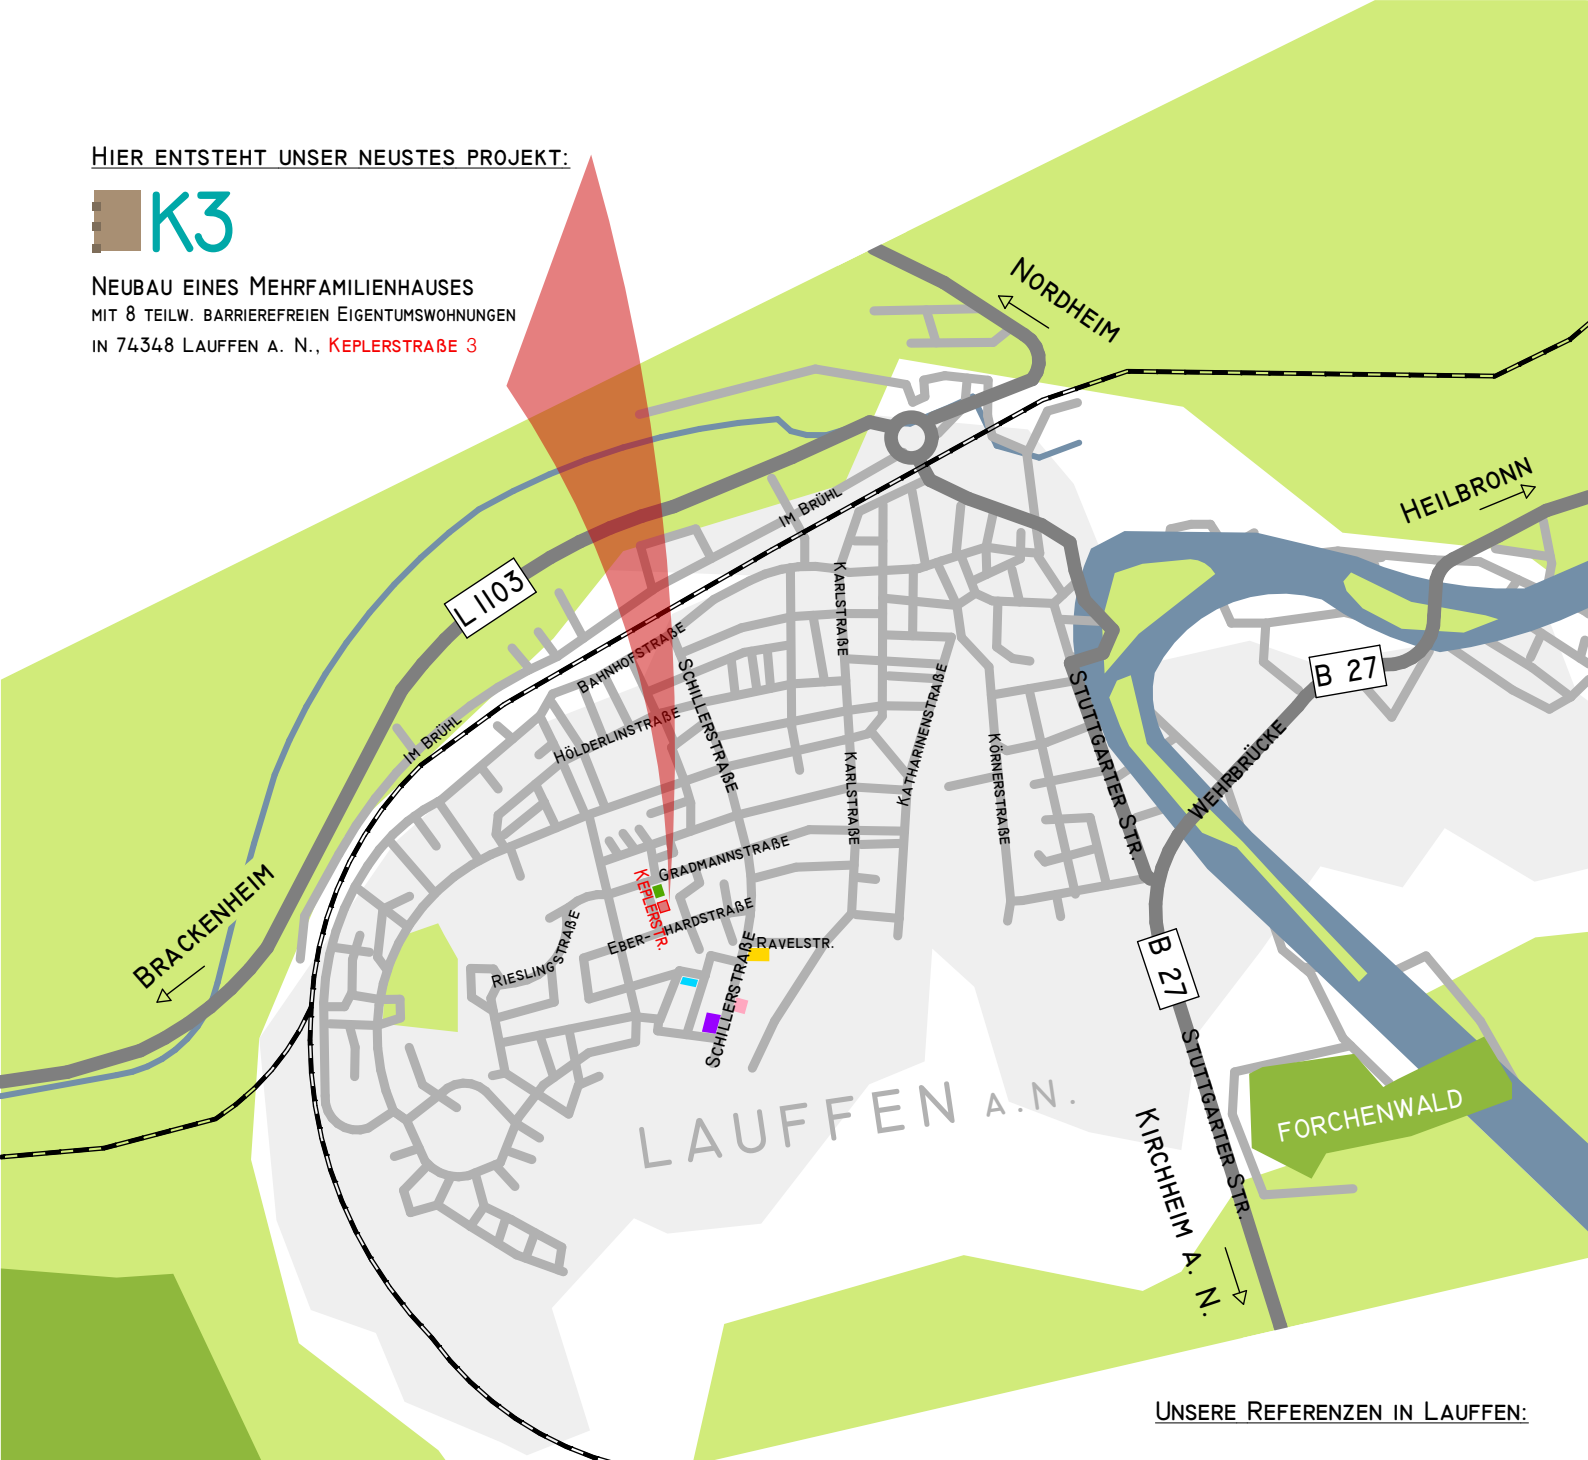 Hier entsteht unser neustes projekt:
K3
Neubau eines Mehrfamilienhauses
mit 8 teilw. barrierefreien Eigentumswohnungen
in 74348 Lauffen a. N., Keplerstraße 3
Nordheim
Heilbronn
Im Brühl
L 1103
Karlstraße
Bahnhofstraße
Schillerstraße
B 27
Stuttgarter Str.
Katharinenstraße
Hölderlinstraße
Im Brühl
Wehrbrücke
Körnerstraße
Karlstraße
Gradmannstraße
Keplerstr.
Brackenheim
Eber-hardstraße
Rieslingstraße
Ravelstr.
Schillerstraße
B 27
Stuttgarter Str.
Forchenwald
Lauffen a.N.
Kirchheim a. N.
Unsere Referenzen in Lauffen: